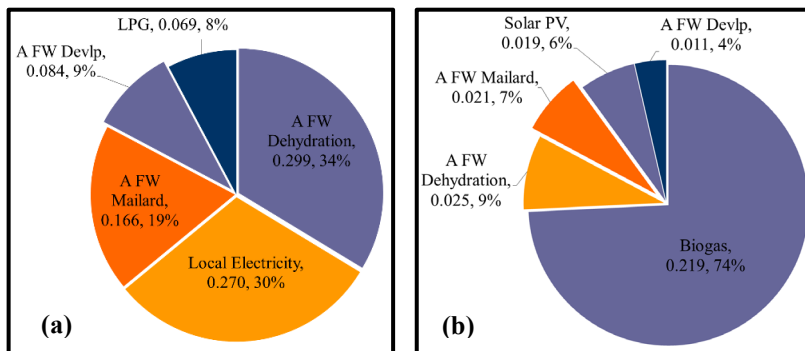 LPG, 0.069, 8%
A FW Devlp,
0.084, 9%
A FW
Dehydration,
0.299, 34%
A FW
Mailard,
0.166, 19%
Local Electricity,
0.270, 30%
(a)
Solar PV,
0.019, 6%
A FW Devlp,
0.011, 4%
A FW Mailard,
0.021, 7%
A FW
Dehydration,
0.025, 9%
Biogas,
0.219, 74%
(b)